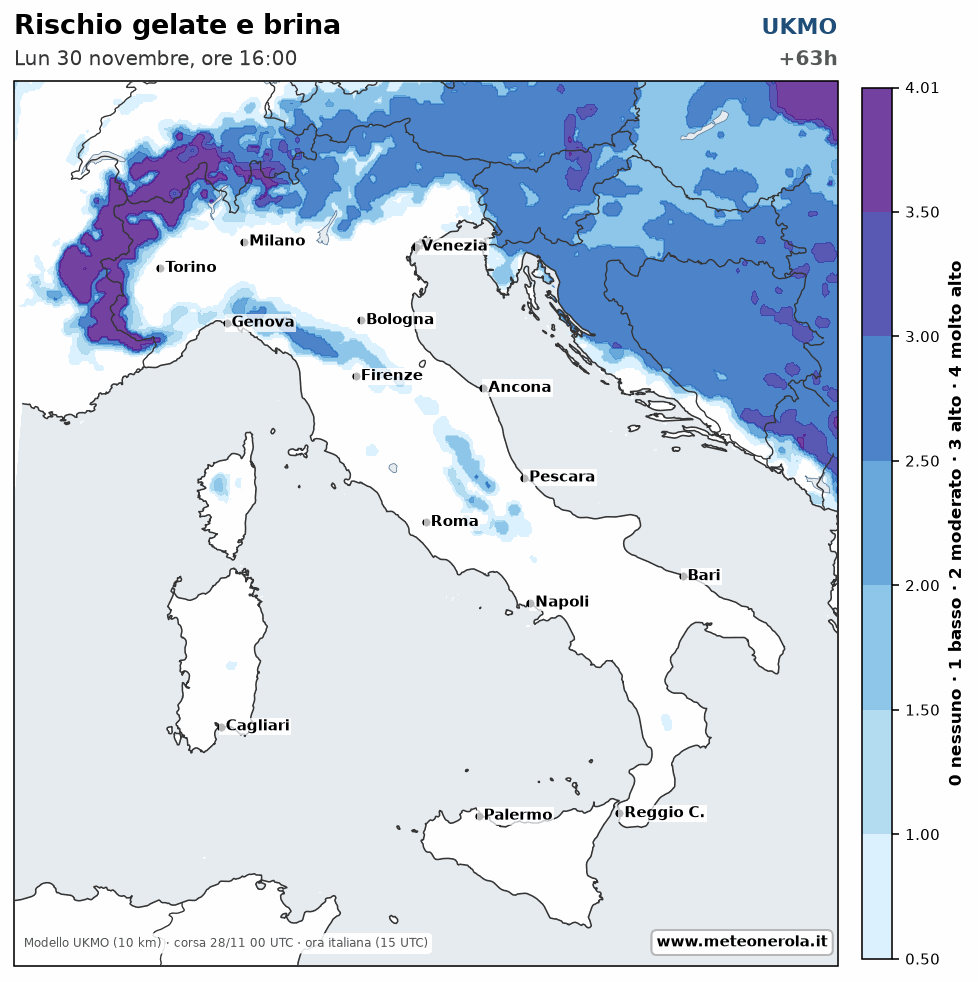 Rischio gelate e brina
UKMO
Lun 30 novembre, ore 16:00
+63h
4.01
3.50
3.00
2.50
2.00
1.50
1.00
0.50
0 nessuno · 1 basso · 2 moderato · 3 alto · 4 molto alto
Milano
Venezia
Torino
Genova
Bologna
Firenze
Ancona
Pescara
Roma
Bari
Napoli
Cagliari
Palermo
Reggio C.
Modello UKMO (10 km) · corsa 28/11 00 UTC · ora italiana (15 UTC)
www.meteonerola.it